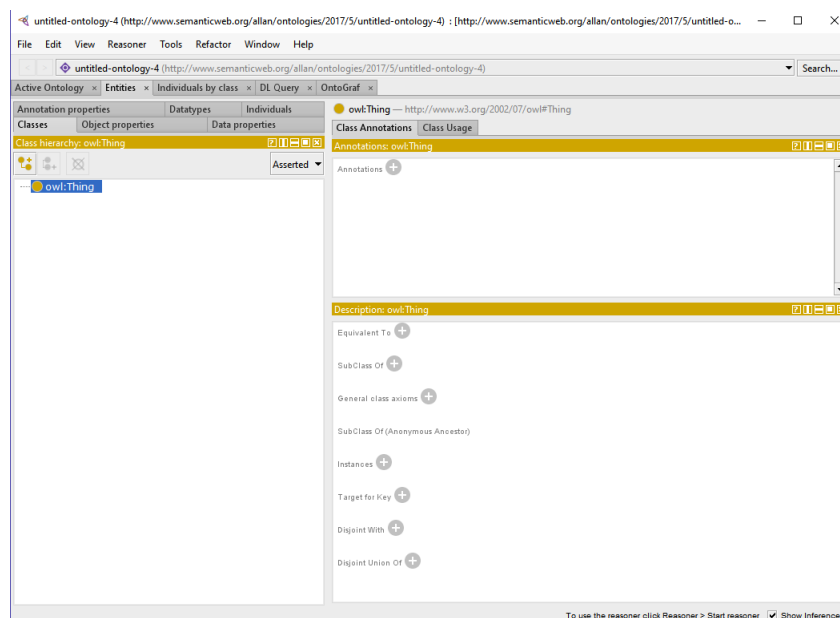 untitled-ontology-4 (http://www.semanticweb.org/allan/ontologies/2017/5/untitled-ontology-4) : [http://www.semanticweb.org/allan/ontologies/2017/5/untitled-o...
File Edit View Reasoner Tools Refactor Window Help
untitled-ontology-4 (http://www.semanticweb.org/allan/ontologies/2017/5/untitled-ontology-4) Search...
Active Ontology × Entities × Individuals by class × DL Query × OntoGraf ×
Annotation properties Datatypes Individuals
Classes Object properties Data properties
Class hierarchy: owl:Thing
Asserted
owl:Thing
owl:Thing — http://www.w3.org/2002/07/owl#Thing
Class Annotations Class Usage
Annotations: owl:Thing
Annotations
Description: owl:Thing
Equivalent To
SubClass Of
General class axioms
SubClass Of (Anonymous Ancestor)
Instances
Target for Key
Disjoint With
Disjoint Union Of
To use the reasoner click Reasoner > Start reasoner Show Inference